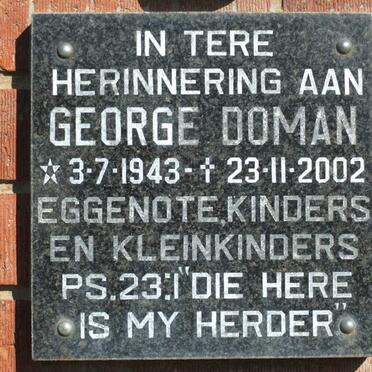 IN TERE
HERINNERING AAN
GEORGE DOMAN
☆ 3-7-1943-✝ 23-11-2002
EGGENOTE, KINDERS
EN KLEINKINDERS
PS.23:1 "DIE HERE
IS MY HERDER"